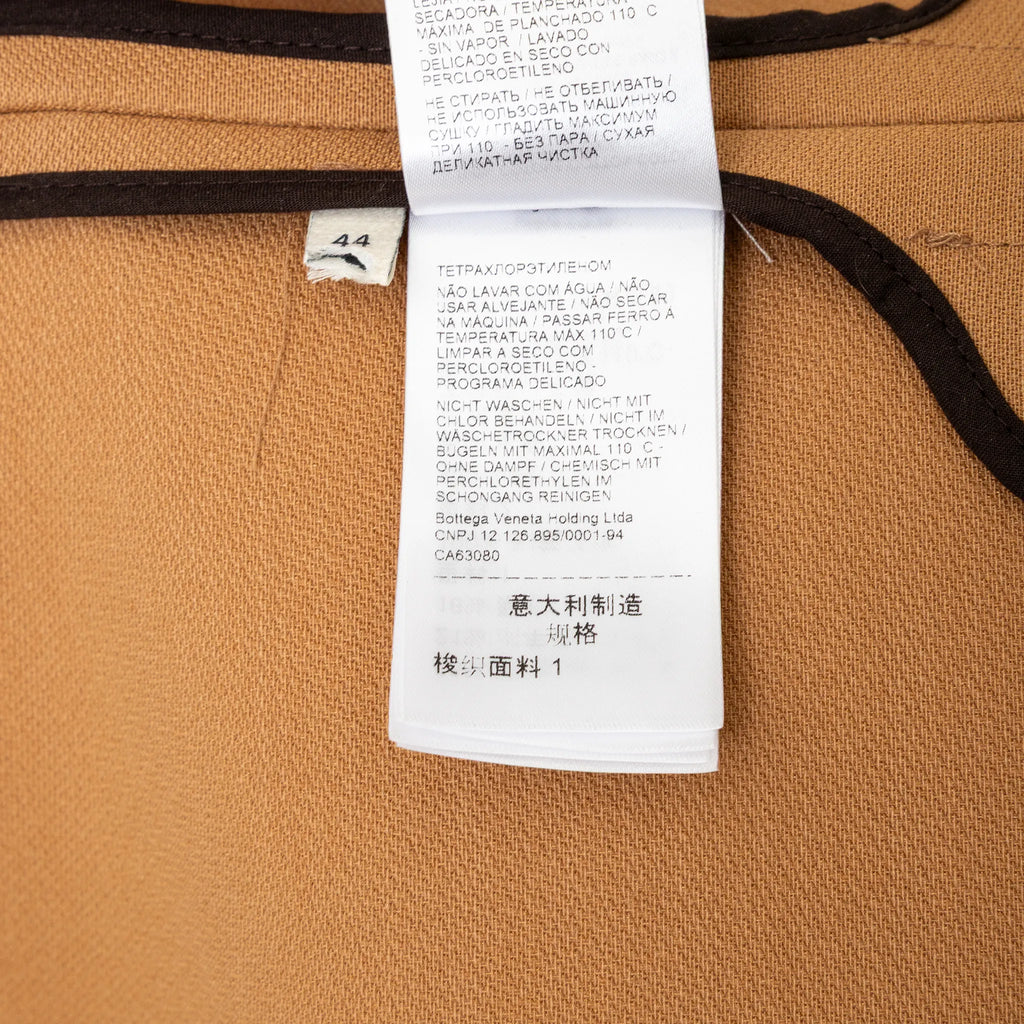 SECADORA / TEMPERATURA
MÁXIMA DE PLANCHADO 110 C
- SIN VAPOR / LAVADO
DELICADO EN SECO CON
PERCLOROETILENO
НЕ СТИРАТЬ / НЕ ОТБЕЛИВАТЬ /
НЕ ИСПОЛЬЗОВАТЬ МАШИННУЮ
СУШКУ / ГЛАДИТЬ МАКСИМУМ
ПРИ 110 - БЕЗ ПАРА / СУХАЯ
ДЕЛИКАТНАЯ ЧИСТКА
44
ТЕТРАХЛОРЭТИЛЕНОМ
NÃO LAVAR COM ÁGUA / NÃO
USAR ALVEJANTE / NÃO SECAR
NA MÁQUINA / PASSAR FERRO À
TEMPERATURA MÁX 110 C /
LIMPAR A SECO COM
PERCLOROETILENO -
PROGRAMA DELICADO
NICHT WASCHEN / NICHT MIT
CHLOR BEHANDELN / NICHT IM
WÄSCHETROCKNER TROCKNEN /
BÜGELN MIT MAXIMAL 110 C -
OHNE DAMPF / CHEMISCH MIT
PERCHLORETHYLEN IM
SCHONGANG REINIGEN
Bottega Veneta Holding Ltda
CNPJ 12 126.895/0001-94
CA63080
意大利制造
规格
梭织面料 1